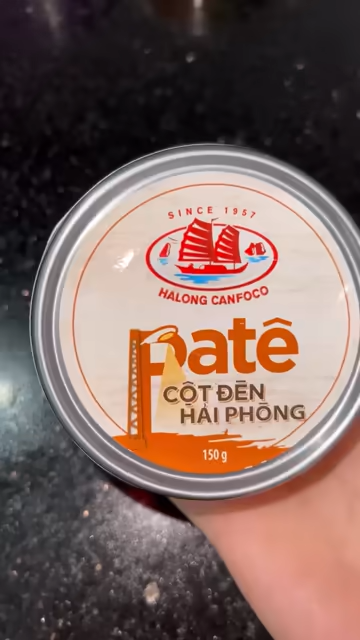 SINCE 1957
HALONG CANFOCO
patê
CỘT ĐÈN
HẢI PHÒNG
150 g